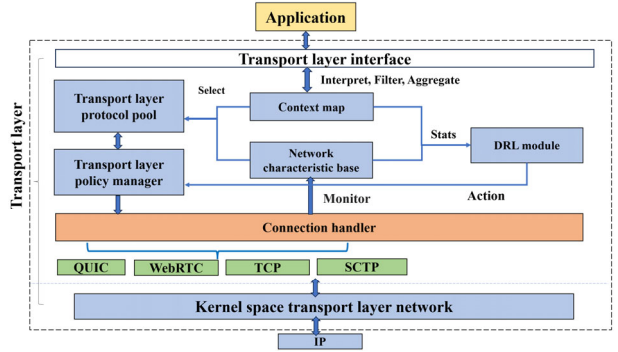 Application
Transport layer interface
Interpret, Filter, Aggregate
Transport layer
protocol pool
Select
Context map
Stats
DRL module
Network
characteristic base
Transport layer
policy manager
Action
Monitor
Connection handler
QUIC
WebRTC
TCP
SCTP
Kernel space transport layer network
IP
Transport layer